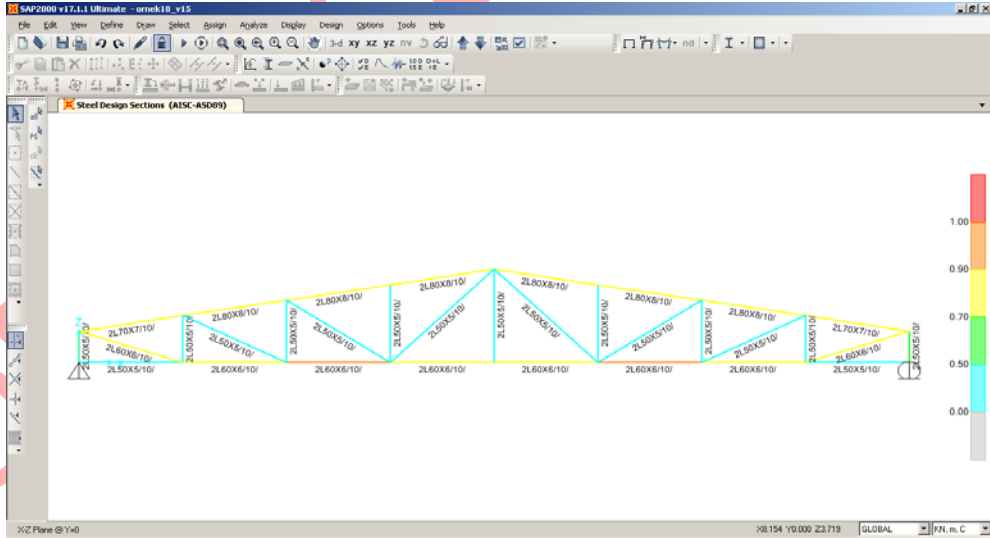 SAP2000 v17.1.1 Ultimate - ornek10_v15
File Edit View Define Draw Select Assign Analyze Display Design Options Tools Help
3-d xy xz yz nv
nd
Steel Design Sections (AISC-ASD09)
1.00
0.90
0.70
0.50
0.00
2L80X8/10/ 2L80X8/10/
2L80X8/10/ 2L80X8/10/
2L80X8/10/ 2L80X8/10/
2L70X7/10/ 2L70X7/10/
2L50X5/10/ 2L50X5/10/ 2L50X5/10/ 2L50X5/10/ 2L50X5/10/ 2L50X5/10/ 2L50X5/10/ 2L50X5/10/ 2L50X5/10/
2L60X6/10/ 2L50X5/10/ 2L50X5/10/ 2L50X5/10/ 2L50X5/10/ 2L50X5/10/ 2L50X5/10/ 2L60X6/10/
2L50X5/10/ 2L60X6/10/ 2L60X6/10/ 2L60X6/10/ 2L60X6/10/ 2L60X6/10/ 2L60X6/10/ 2L50X5/10/
X-Z Plane @ Y=0
X8.154 Y0.000 Z3.719
GLOBAL
KN, m, C